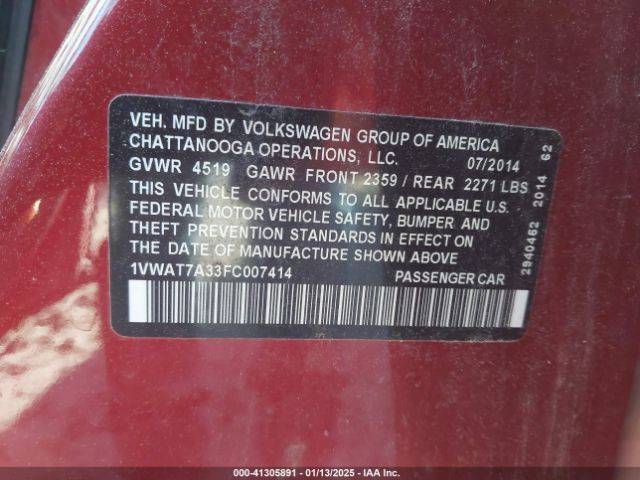 VEH. MFD BY VOLKSWAGEN GROUP OF AMERICA
CHATTANOOGA OPERATIONS, LLC. 07/2014
GVWR 4519 GAWR FRONT 2359 / REAR 2271 LBS
THIS VEHICLE CONFORMS TO ALL APPLICABLE U.S.
FEDERAL MOTOR VEHICLE SAFETY, BUMPER AND
THEFT PREVENTION STANDARDS IN EFFECT ON
THE DATE OF MANUFACTURE SHOWN ABOVE
1VWAT7A33FC007414 PASSENGER CAR
2940462 2014 62
© COPYRIGHT - 41305891 - 01/13/2025 - IAA Inc.